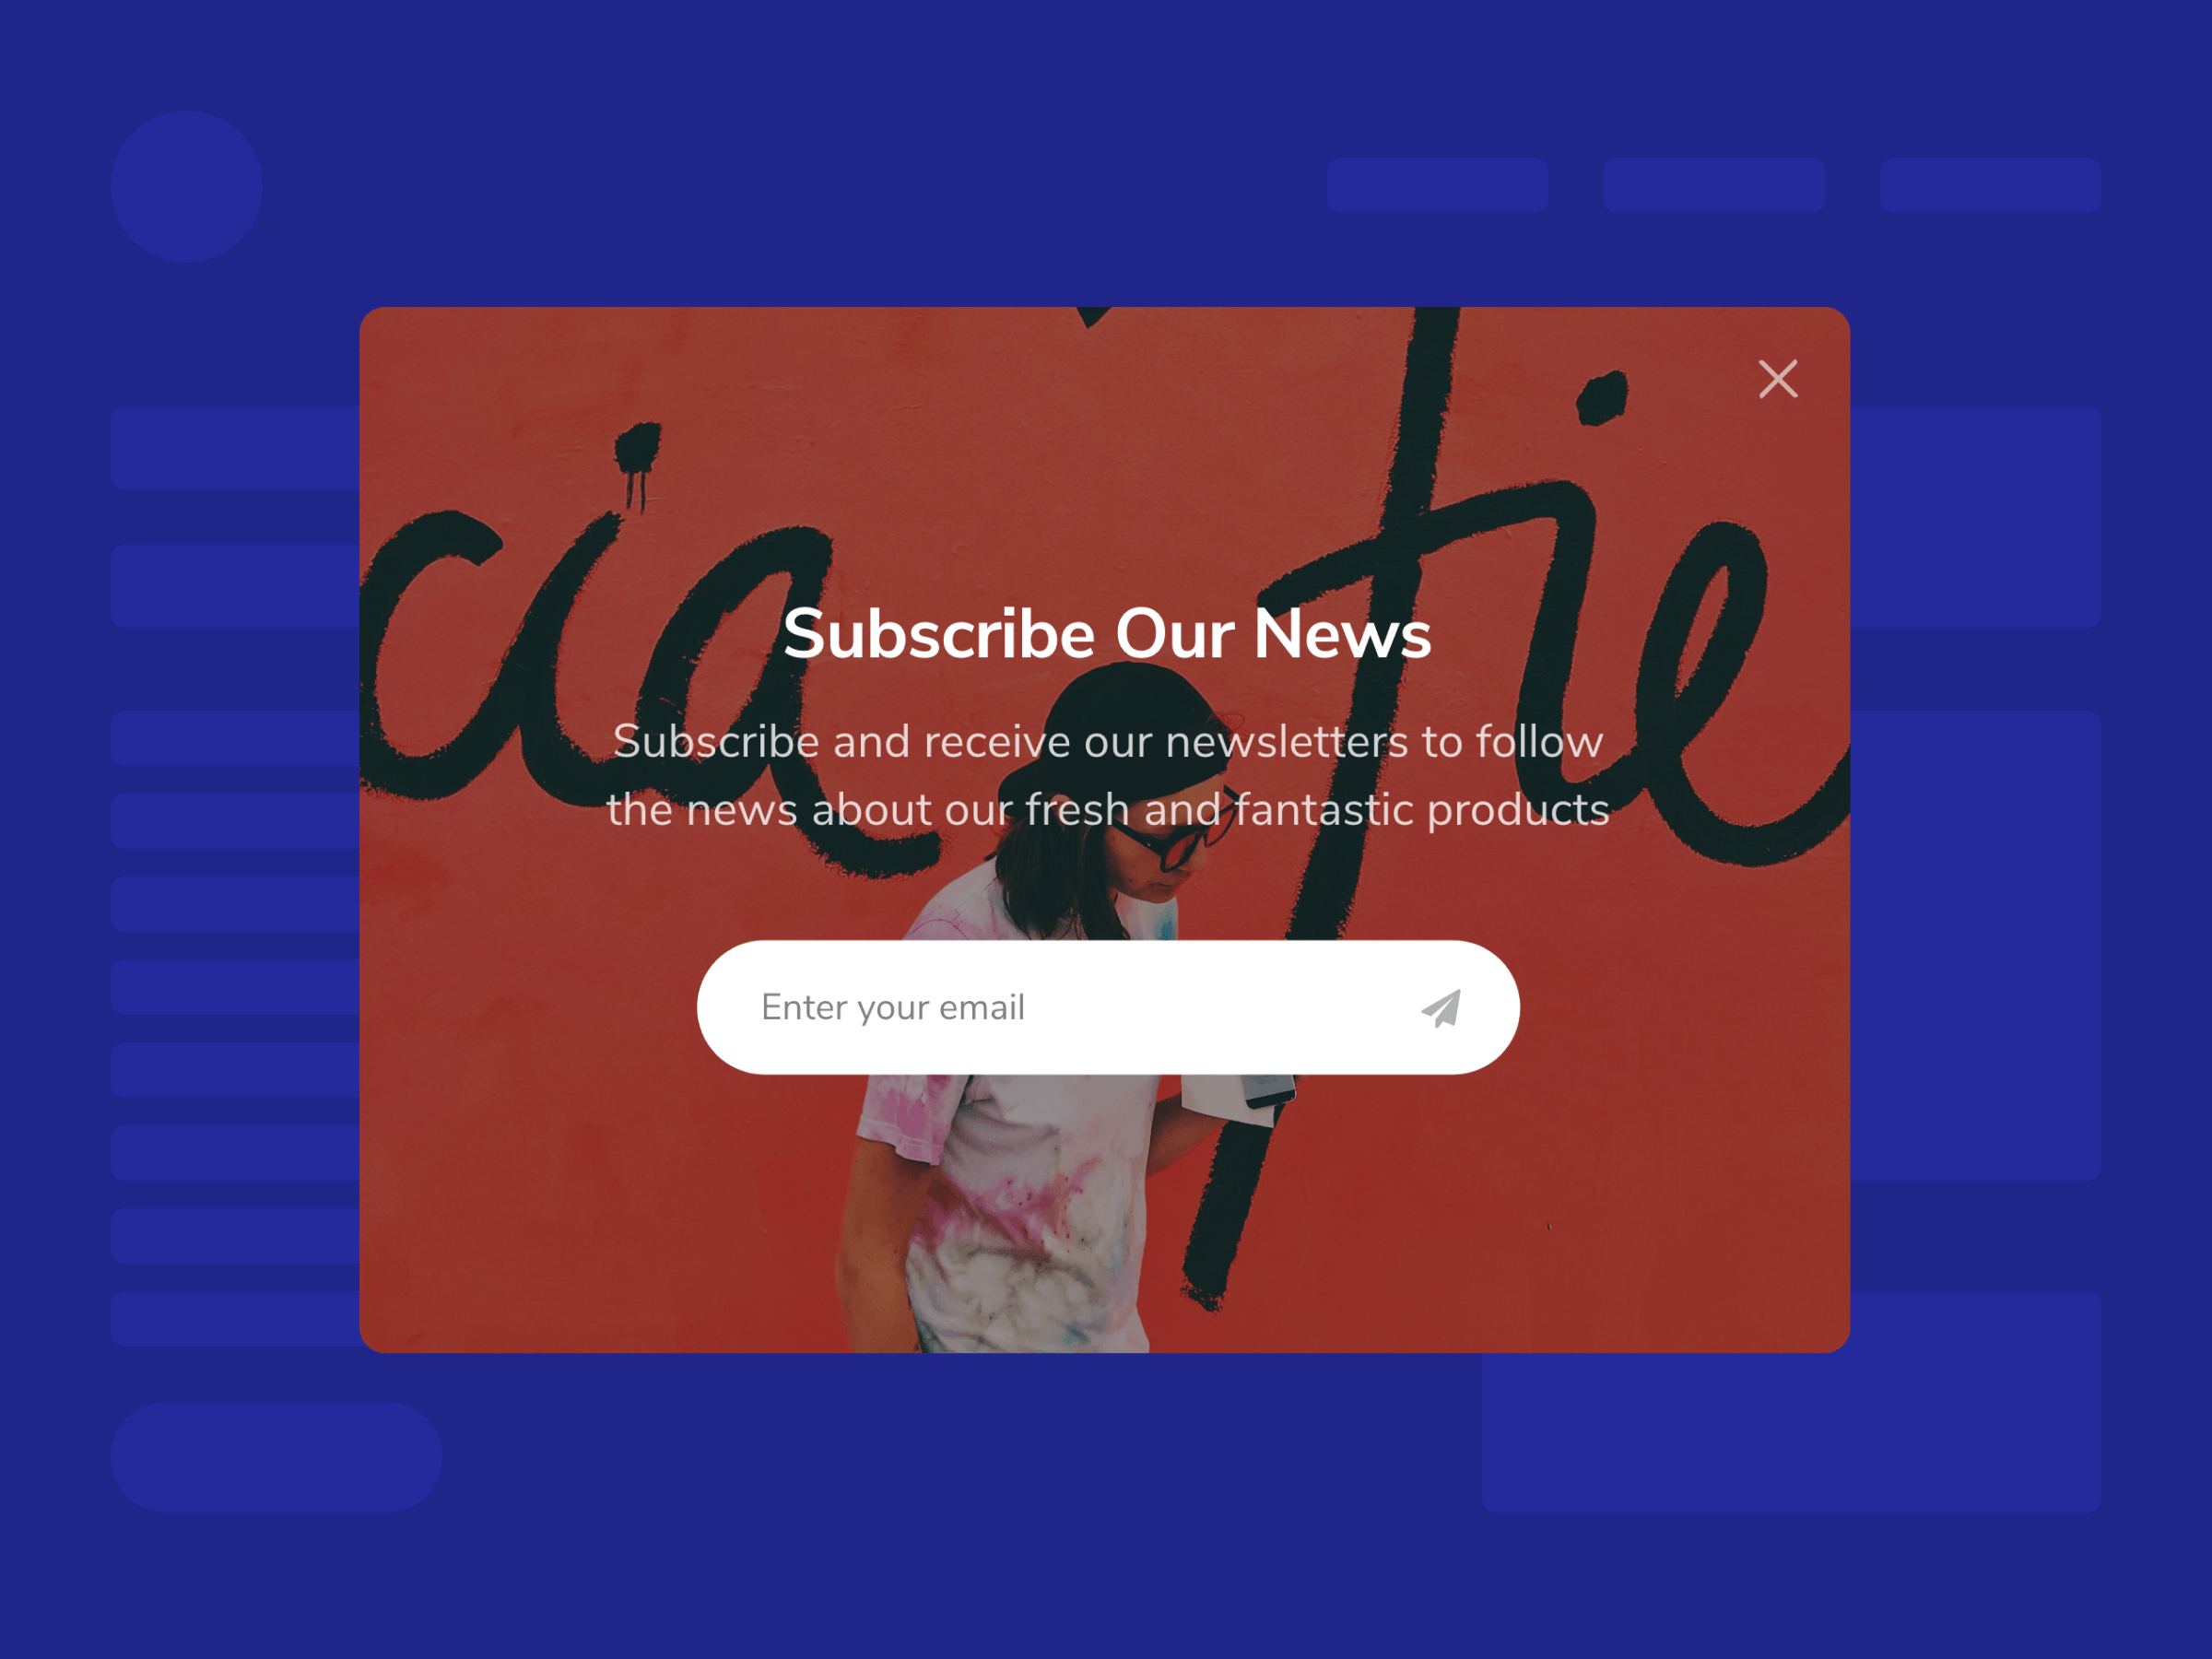 cia tie
Subscribe Our News
Subscribe and receive our newsletters to follow
the news about our fresh and fantastic products
Enter your email